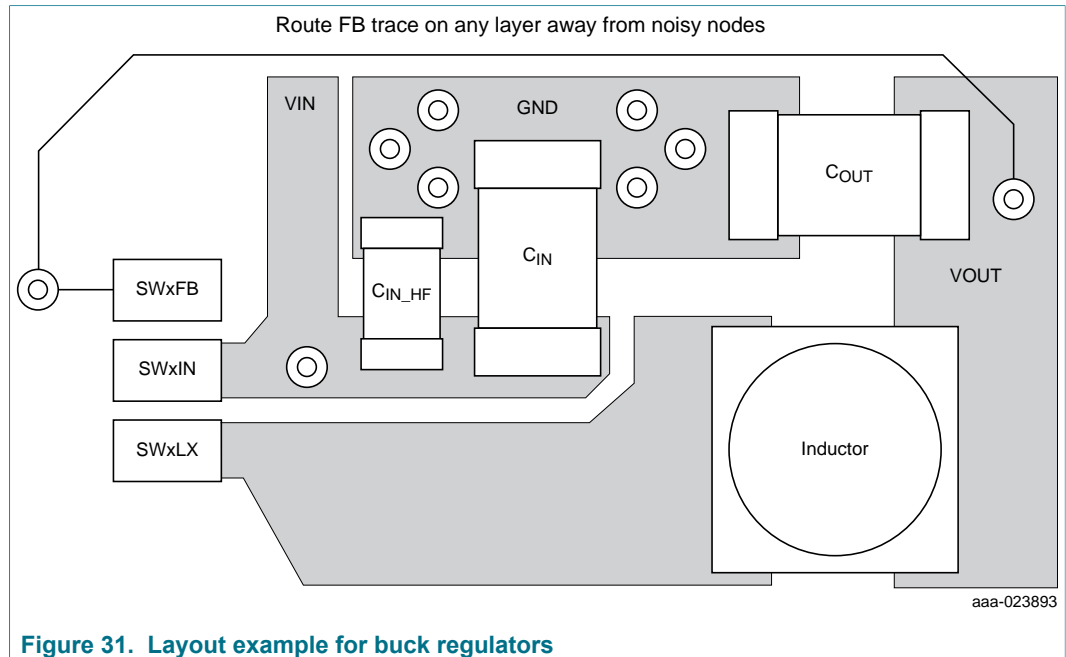 Route FB trace on any layer away from noisy nodes
VIN
GND
COUT
CIN
CIN_HF
VOUT
SWxFB
SWxIN
SWxLX
Inductor
aaa-023893
Figure 31. Layout example for buck regulators